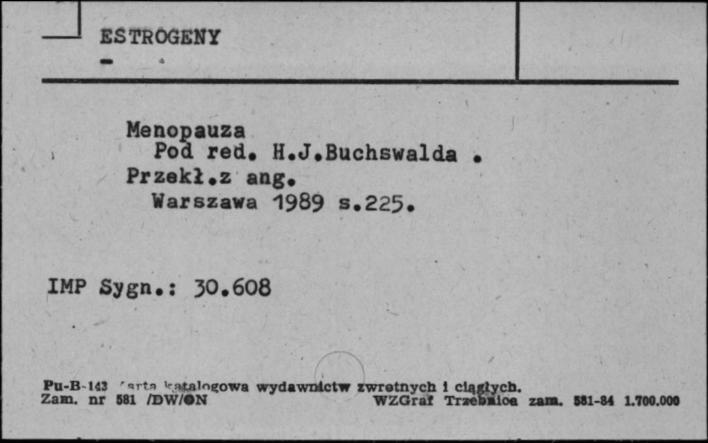 ESTROGENY
-
Menopauza
Pod red. H.J.Buchswalda .
Przekł.z ang.
Warszawa 1989 s.225.
IMP Sygn.: 30.608
Pu-B-143 karta katalogowa wydawnictw zwrotnych i ciągłych.
Zam. nr 581 /DW/ON WZGraf Trzebnica zam. 581-84 1.700.000